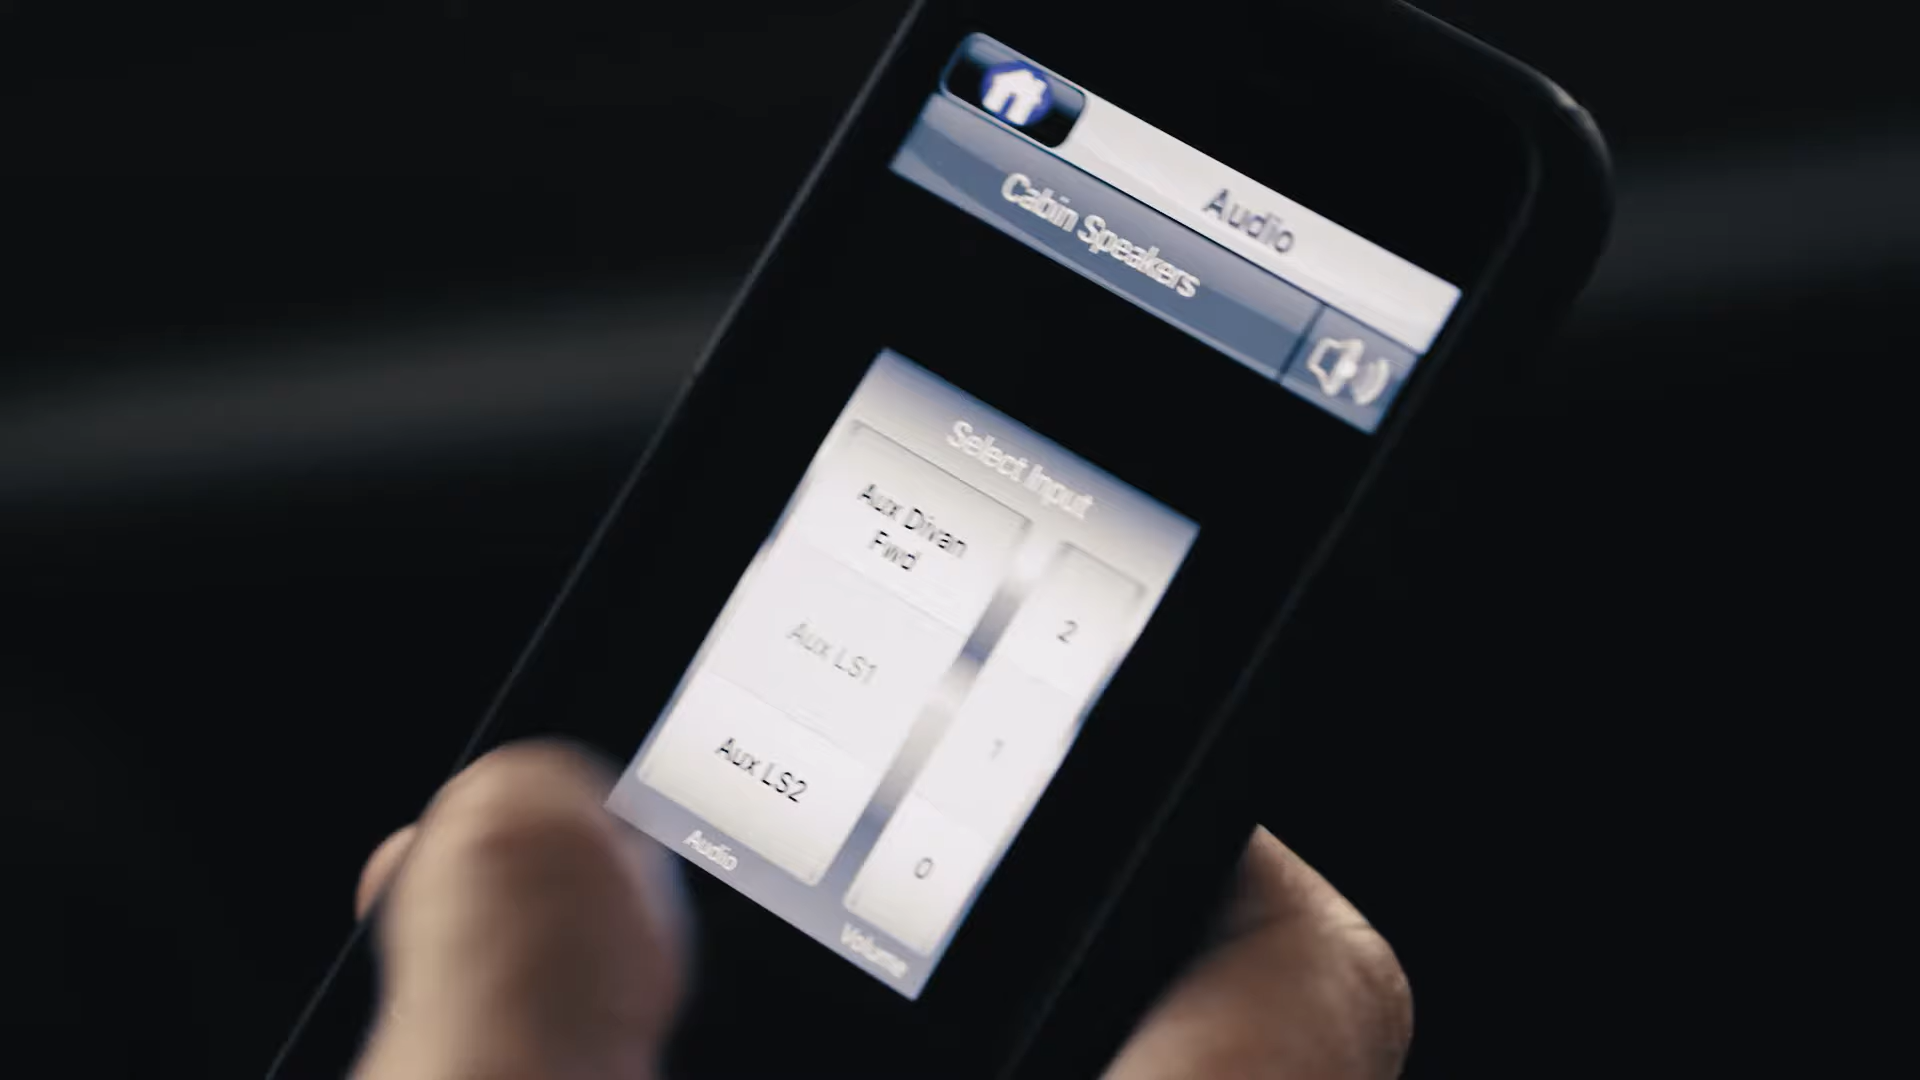 Audio
Cabin Speakers
Select Input
Aux Divan
Fwd
2
Aux LS1
1
Aux LS2
0
Audio
Volume